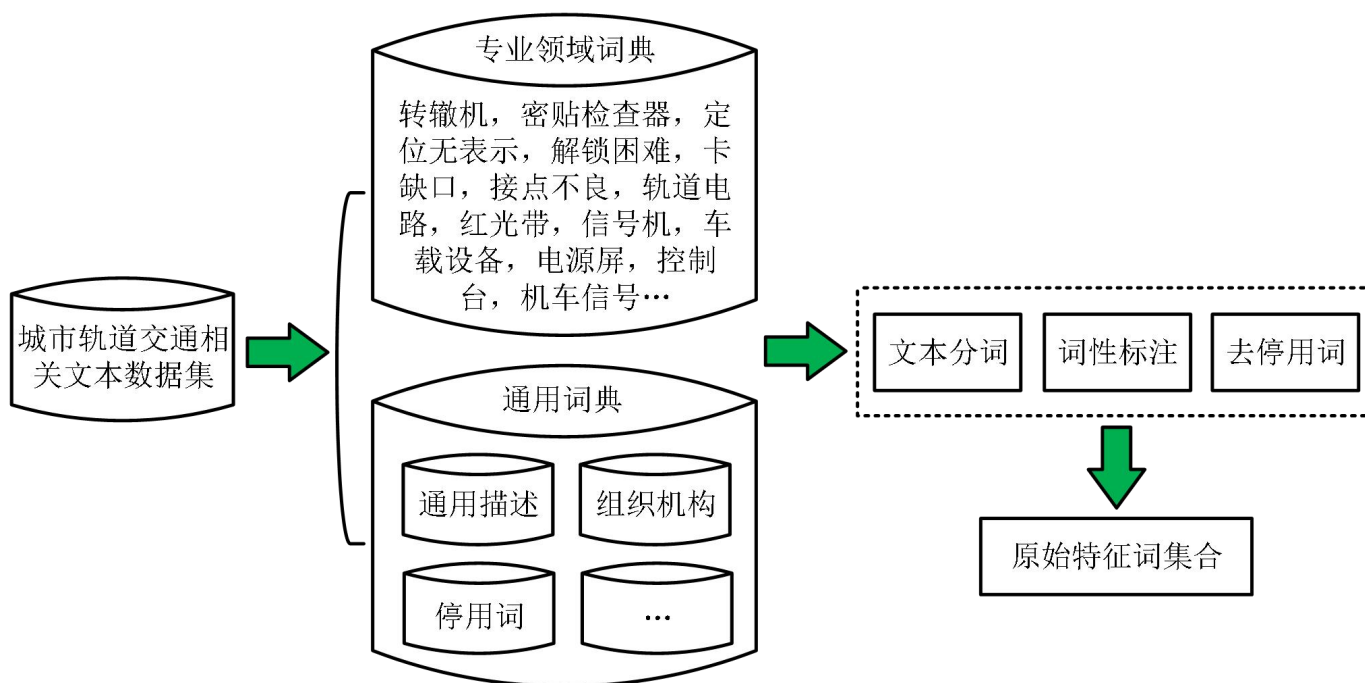 城市轨道交通相
关文本数据集
专业领域词典
转辙机，密贴检查器，定
位无表示，解锁困难，卡
缺口，接点不良，轨道电
路，红光带，信号机，车
载设备，电源屏，控制
台，机车信号…
通用词典
通用描述
组织机构
停用词
…
文本分词
词性标注
去停用词
原始特征词集合